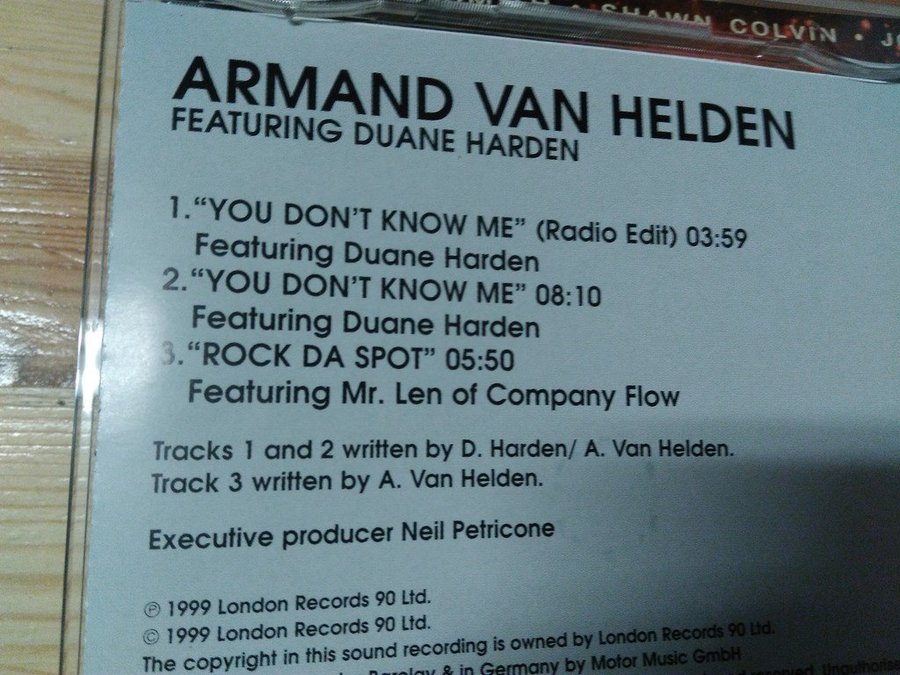 • SHAWN COLVIN •
ARMAND VAN HELDEN
FEATURING DUANE HARDEN
1. “YOU DON'T KNOW ME” (Radio Edit) 03:59
Featuring Duane Harden
2. “YOU DON'T KNOW ME” 08:10
Featuring Duane Harden
3. “ROCK DA SPOT” 05:50
Featuring Mr. Len of Company Flow
Tracks 1 and 2 written by D. Harden/ A. Van Helden.
Track 3 written by A. Van Helden.
Executive producer Neil Petricone
℗ 1999 London Records 90 Ltd.
© 1999 London Records 90 Ltd.
The copyright in this sound recording is owned by London Records 90 Ltd.
Barclay & in Germany by Motor Music GmbH
reserved. Unauthorise